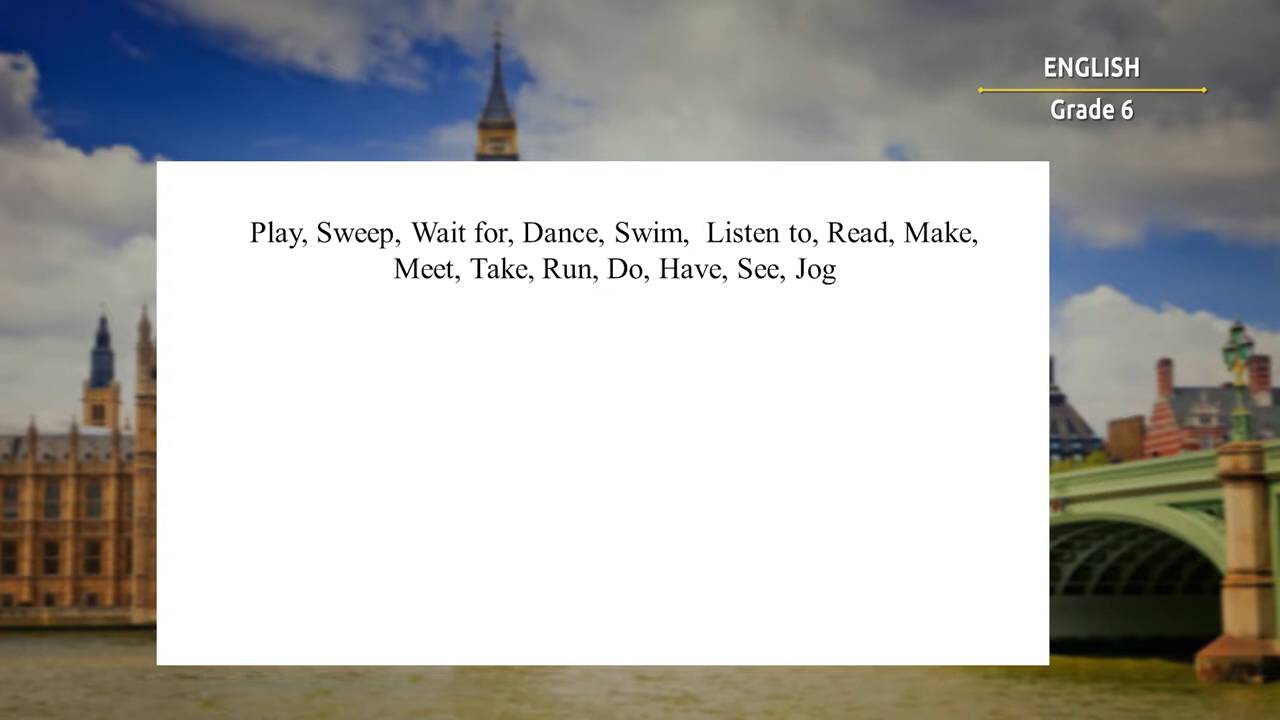 ENGLISH
Grade 6
Play, Sweep, Wait for, Dance, Swim, Listen to, Read, Make,
Meet, Take, Run, Do, Have, See, Jog